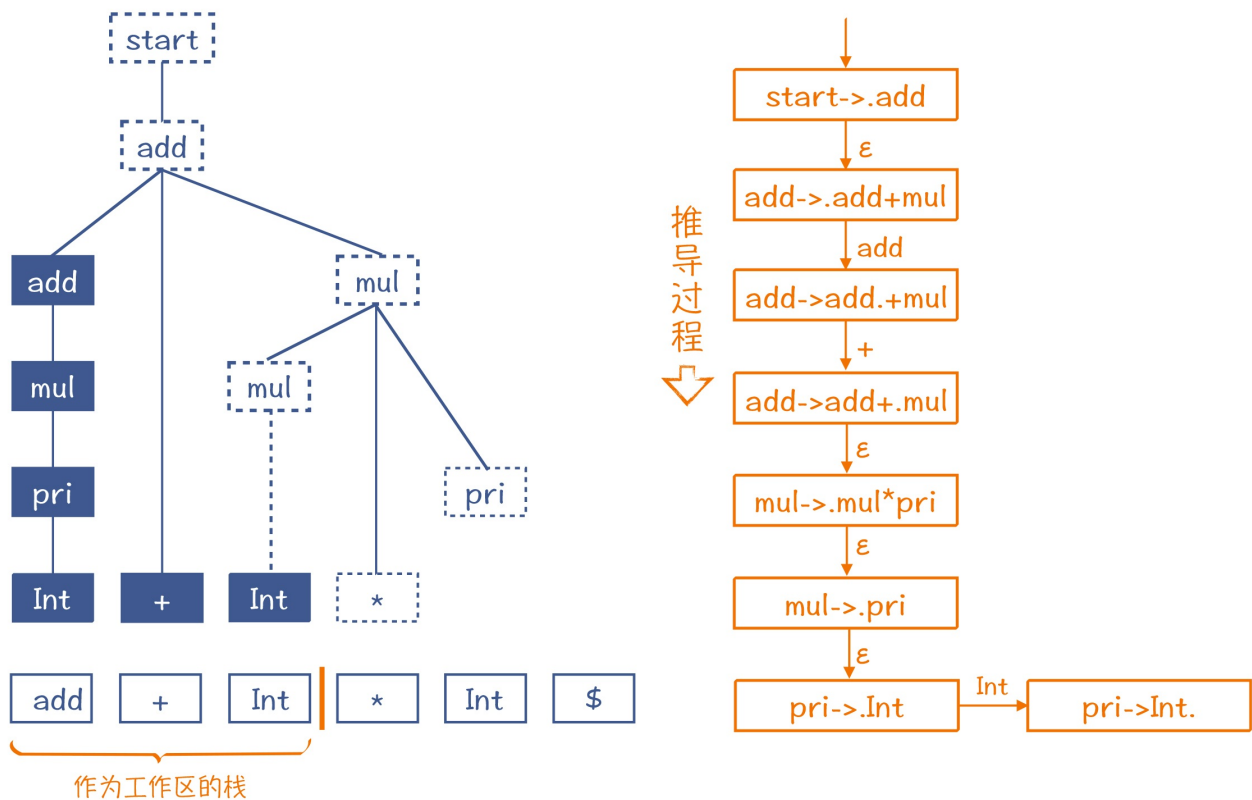 start
add
add
mul
mul
mul
pri
pri
Int
+
Int
*
add
+
Int
*
Int
$
作为工作区的栈
start->.add
ε
add->.add+mul
add
add->add.+mul
+
add->add+.mul
ε
mul->.mul*pri
ε
mul->.pri
ε
pri->.Int
Int
pri->Int.
推导过程